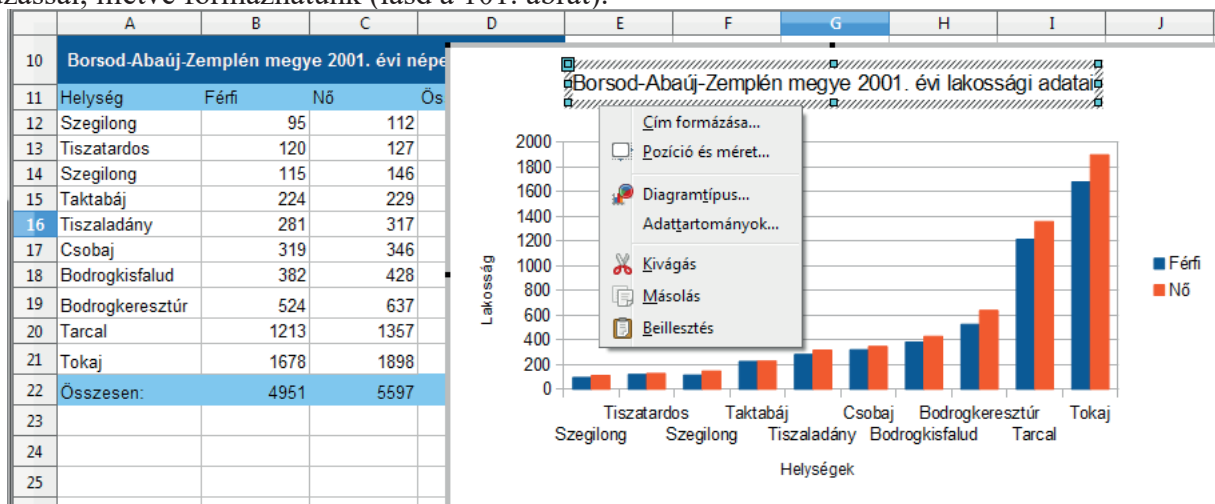 (lásd a 101. ábrát).
A B C D E F G H I J
10 Borsod-Abaúj-Zemplén megye 2001. évi népe
11 Helység Férfi Nő Ös
12 Szegilong 95 112
13 Tiszatardos 120 127
14 Szegilong 115 146
15 Taktabáj 224 229
16 Tiszaladány 281 317
17 Csobaj 319 346
18 Bodrogkisfalud 382 428
19 Bodrogkeresztúr 524 637
20 Tarcal 1213 1357
21 Tokaj 1678 1898
22 Összesen: 4951 5597
23
24
25
Borsod-Abaúj-Zemplén megye 2001. évi lakossági adatai
Cím formázása...
Pozíció és méret...
Diagramtípus...
Adattartományok...
Kivágás
Másolás
Beillesztés
Lakosság
2000
1800
1600
1400
1200
1000
800
600
400
200
0
Férfi
Nő
Tiszatardos Taktabáj Csobaj Bodrogkeresztúr Tokaj
Szegilong Szegilong Tiszaladány Bodrogkisfalud Tarcal
Helységek